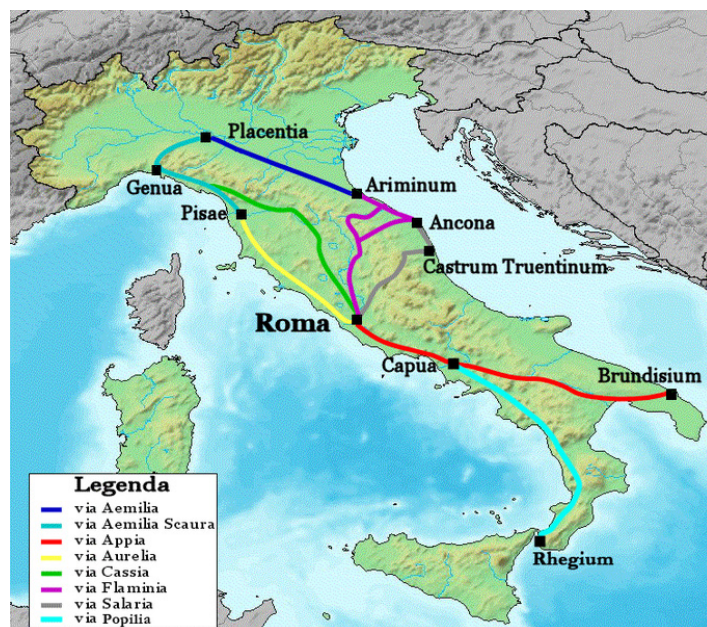 Placentia
Genua
Ariminum
Pisae
Ancona
Castrum Truentinum
Roma
Capua
Brundisium
Rhegium
Legenda
via Aemilia
via Aemilia Scaura
via Appia
via Aurelia
via Cassia
via Flaminia
via Salaria
via Popilia